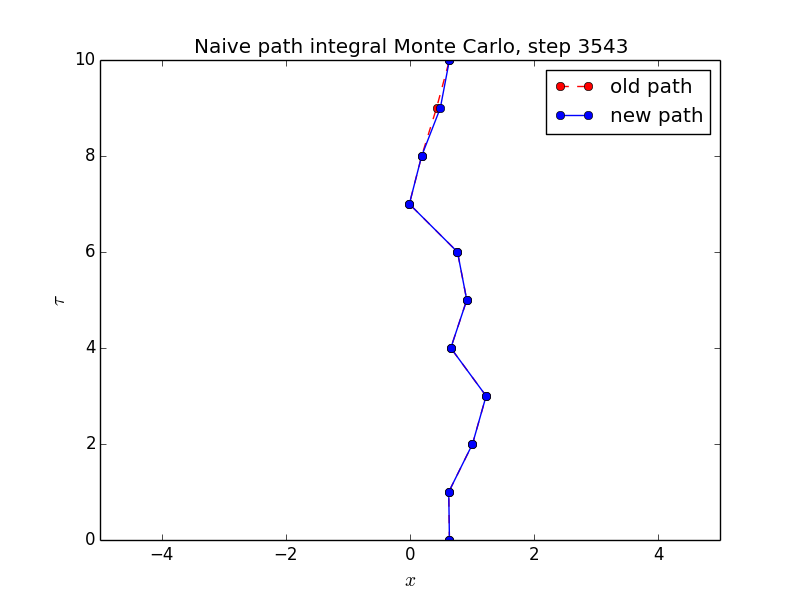 Naive path integral Monte Carlo, step 3543
10
8
6
4
2
0
τ
old path
new path
−4
−2
0
2
4
x